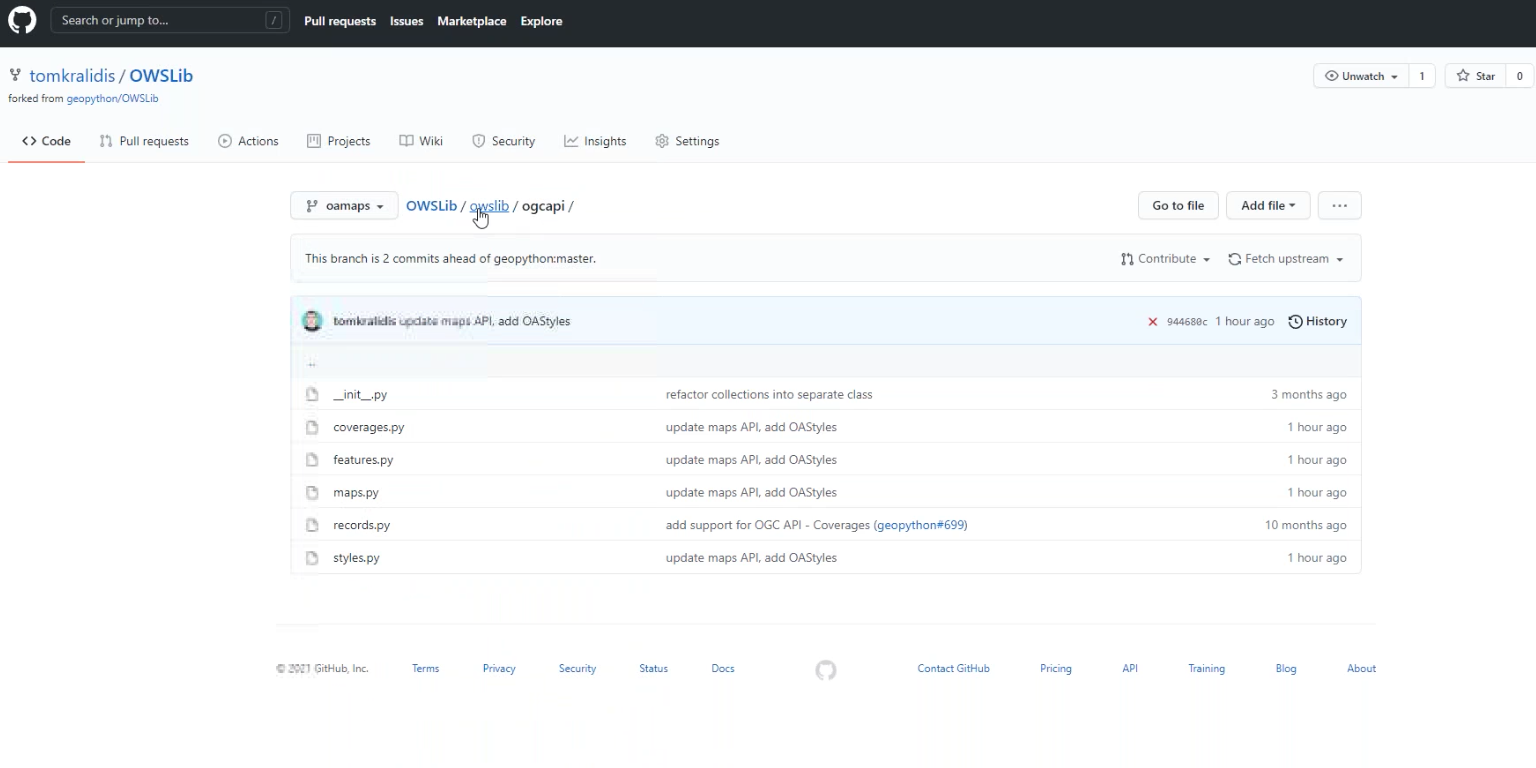 Search or jump to... /
Pull requests Issues Marketplace Explore
tomkralidis / OWSLib
Unwatch 1 Star 0
forked from geopython/OWSLib
Code Pull requests Actions Projects Wiki Security Insights Settings
oamaps OWSLib / owslib / ogcapi /
Go to file Add file ...
This branch is 2 commits ahead of geopython:master.
Contribute Fetch upstream
tomkralidis update maps API, add OAStyles
944680c 1 hour ago History
..
__init__.py refactor collections into separate class 3 months ago
coverages.py update maps API, add OAStyles 1 hour ago
features.py update maps API, add OAStyles 1 hour ago
maps.py update maps API, add OAStyles 1 hour ago
records.py add support for OGC API - Coverages (geopython#699) 10 months ago
styles.py update maps API, add OAStyles 1 hour ago
© 2021 GitHub, Inc. Terms Privacy Security Status Docs Contact GitHub Pricing API Training Blog About